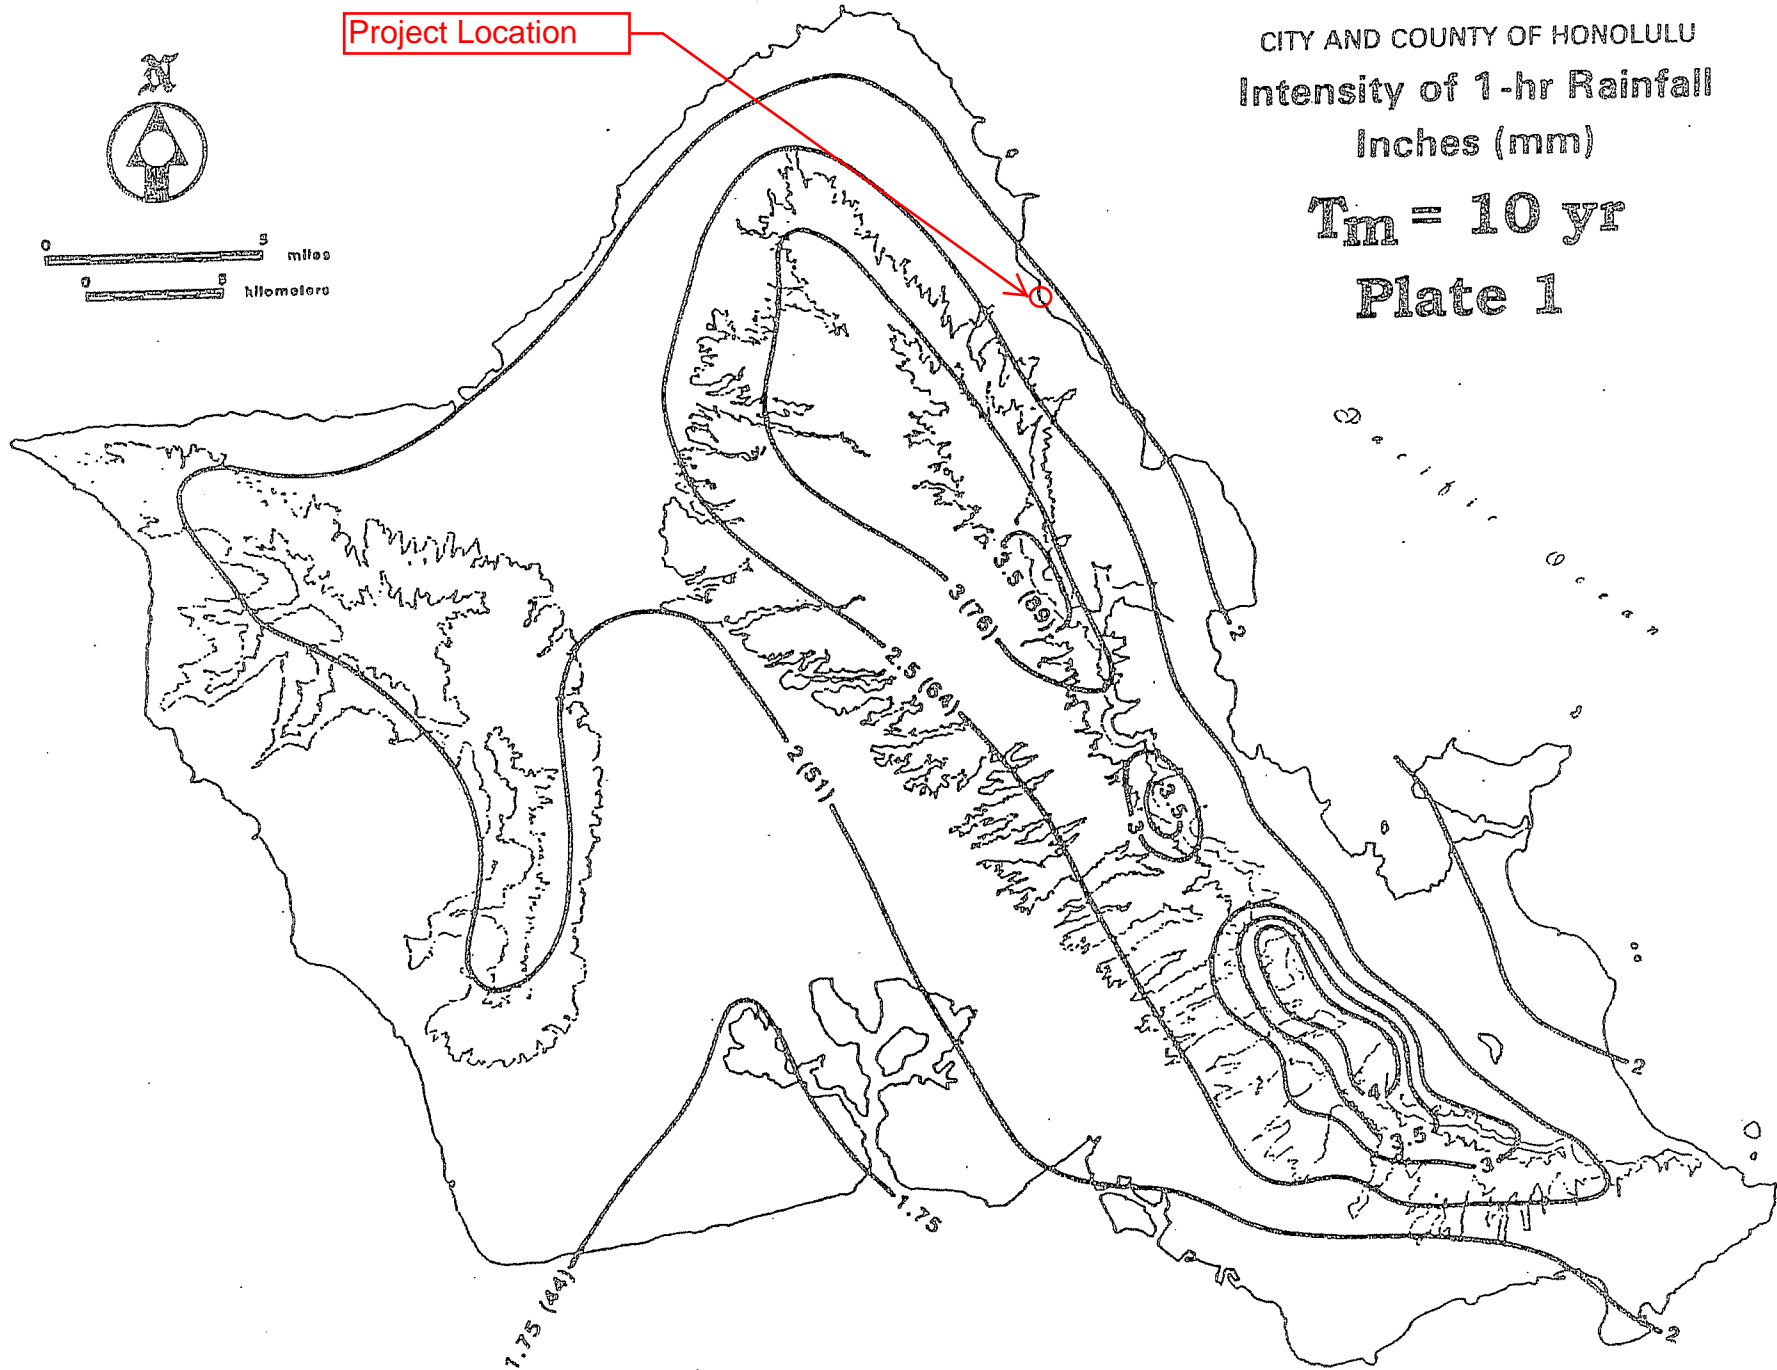 Project Location
CITY AND COUNTY OF HONOLULU
Intensity of 1-hr Rainfall
Inches (mm)
Tm = 10 yr
Plate 1
N
0 5 miles
0 5 kilometers
Pacific Ocean
3.5 (89)
3 (76)
2.5 (64)
2
2 (51)
3.5
3
4
2
3.5
3
1.75
1.75 (44)
2